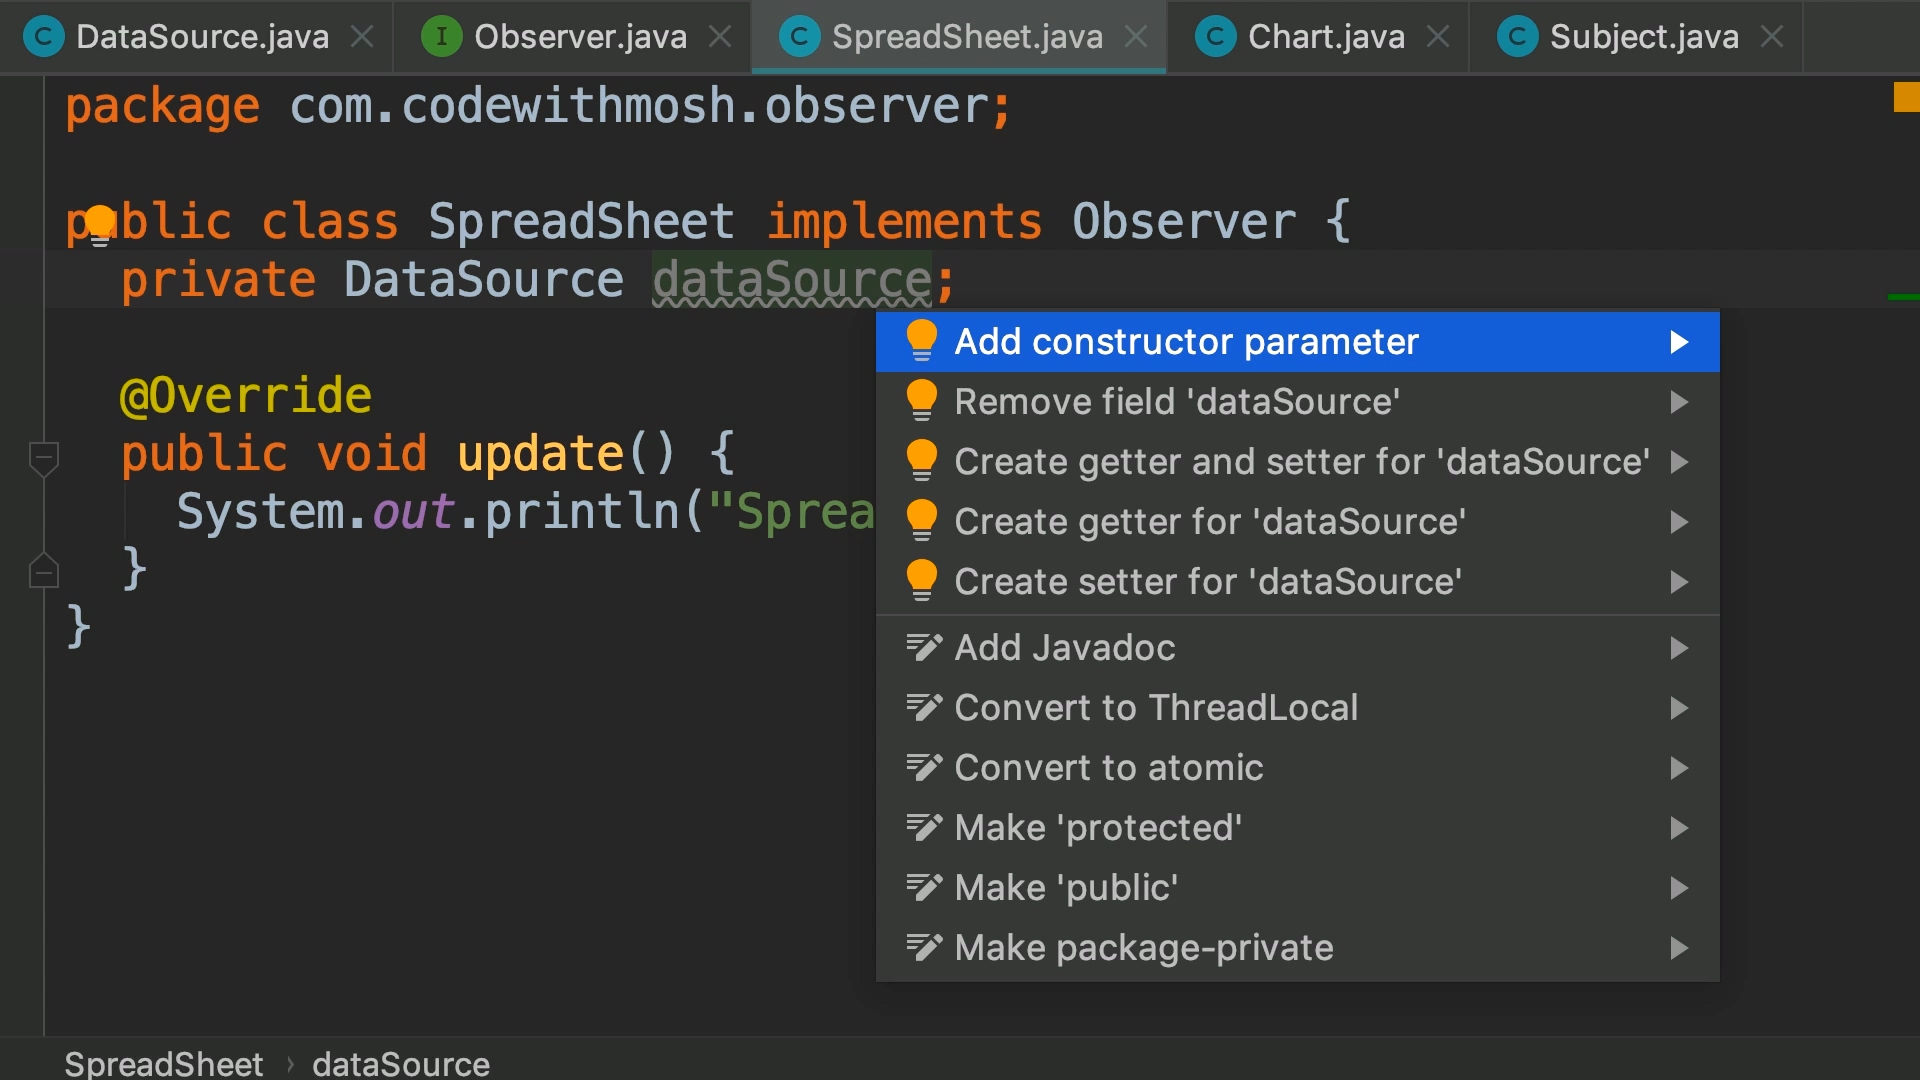 DataSource.java
Observer.java
SpreadSheet.java
Chart.java
Subject.java
package com.codewithmosh.observer;
public class SpreadSheet implements Observer {
private DataSource dataSource;
@Override
public void update() {
System.out.println("Sprea
}
}
Add constructor parameter
Remove field 'dataSource'
Create getter and setter for 'dataSource'
Create getter for 'dataSource'
Create setter for 'dataSource'
Add Javadoc
Convert to ThreadLocal
Convert to atomic
Make 'protected'
Make 'public'
Make package-private
SpreadSheet › dataSource